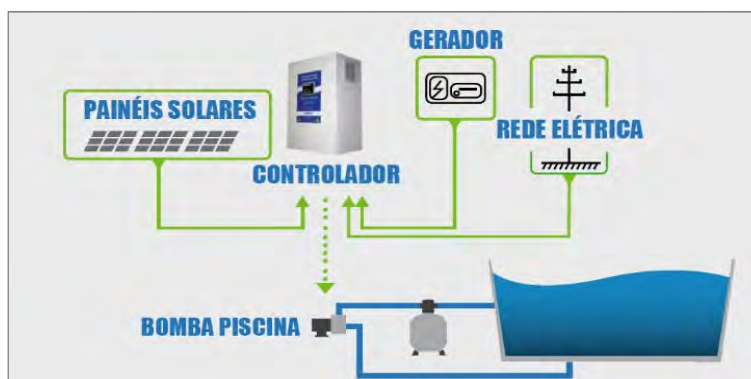 GERADOR
PAINÉIS SOLARES
REDE ELÉTRICA
CONTROLADOR
BOMBA PISCINA